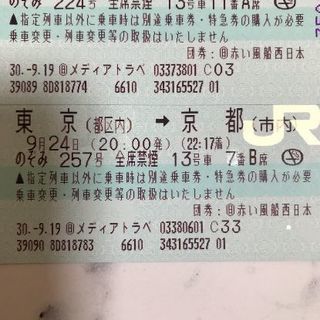 のぞみ 224号 全席禁煙 13号車11番A席
▲指定列車以外に乗車時は別途乗車券・特急券の購入が必要
乗車変更・列車変更等の取扱はいたしません
団券:㊐赤い風船西日本
30.-9.19 @メディアトラベ 03373801 C03
39089 8D818774 6610 343165527 01
JR
東 京(都区内) → 京 都(市内)
9月24日 (20:00発) (22:17着)
のぞみ 257号 全席禁煙 13号車 7番B席
▲指定列車以外に乗車時は別途乗車券・特急券の購入が必要
乗車変更・列車変更等の取扱はいたしません
団券:㊐赤い風船西日本
30.-9.19 @メディアトラベ 03380601 C33
39090 8D818783 6610 343165527 01